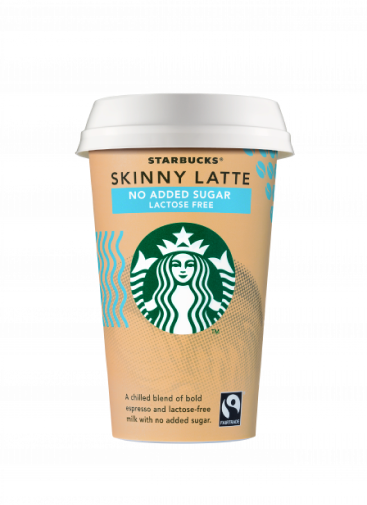 STARBUCKS®
SKINNY LATTE
NO ADDED SUGAR
LACTOSE FREE
TM
A chilled blend of bold
espresso and lactose-free
milk with no added sugar.
FAIRTRADE